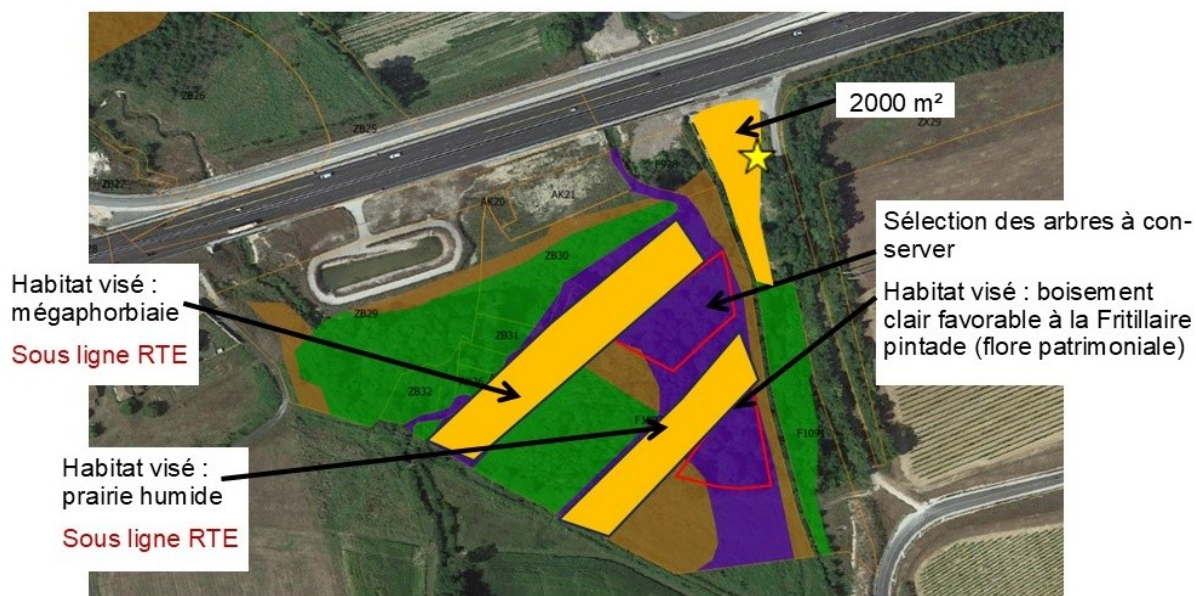 2000 m²
Sélection des arbres à con-
server
Habitat visé : boisement
clair favorable à la Fritillaire
pintade (flore patrimoniale)
Habitat visé :
mégaphorbiaie
Sous ligne RTE
Habitat visé :
prairie humide
Sous ligne RTE
ZB26
ZB25
ZB27
ZX29
AK20
AK21
ZB30
ZB29
ZB31
ZB32
F1091